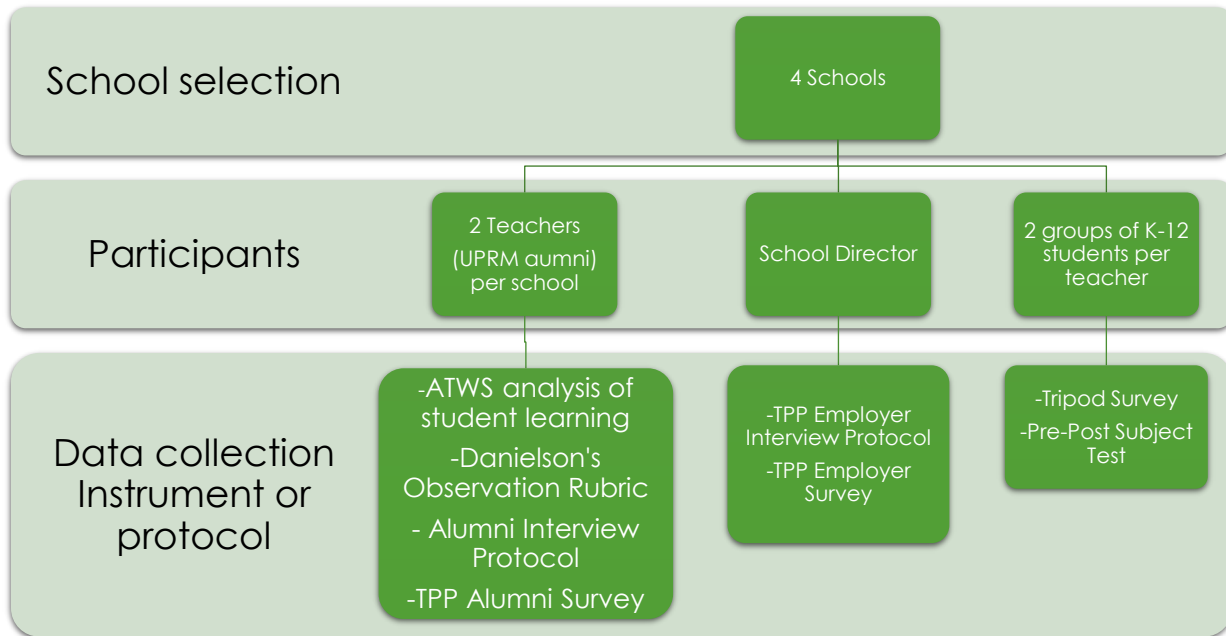 School selection
4 Schools
Participants
2 Teachers
(UPRM aumni)
per school
School Director
2 groups of K-12
students per
teacher
Data collection
Instrument or
protocol
-ATWS analysis of
student learning
-Danielson's
Observation Rubric
- Alumni Interview
Protocol
-TPP Alumni Survey
-TPP Employer
Interview Protocol
-TPP Employer
Survey
-Tripod Survey
-Pre-Post Subject
Test